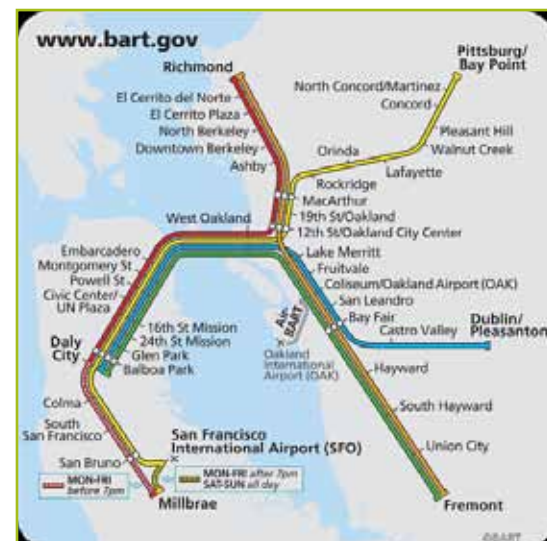 www.bart.gov
Richmond
Pittsburg/
Bay Point
El Cerrito del Norte
El Cerrito Plaza
North Berkeley
Downtown Berkeley
Ashby
North Concord/Martinez
Concord
Pleasant Hill
Walnut Creek
Lafayette
Orinda
Rockridge
MacArthur
19th St/Oakland
12th St/Oakland City Center
West Oakland
Embarcadero
Montgomery St
Powell St
Civic Center/
UN Plaza
16th St Mission
24th St Mission
Glen Park
Balboa Park
Daly
City
Lake Merritt
Fruitvale
Coliseum/Oakland Airport (OAK)
San Leandro
Bay Fair
Castro Valley
Dublin/
Pleasanton
Air-
BART
Oakland
International
Airport (OAK)
Hayward
South Hayward
Union City
Fremont
Colma
South
San Francisco
San Bruno
San Francisco
International Airport (SFO)
MON-FRI
before 7pm
MON-FRI after 7pm
SAT-SUN all day
Millbrae
©BART